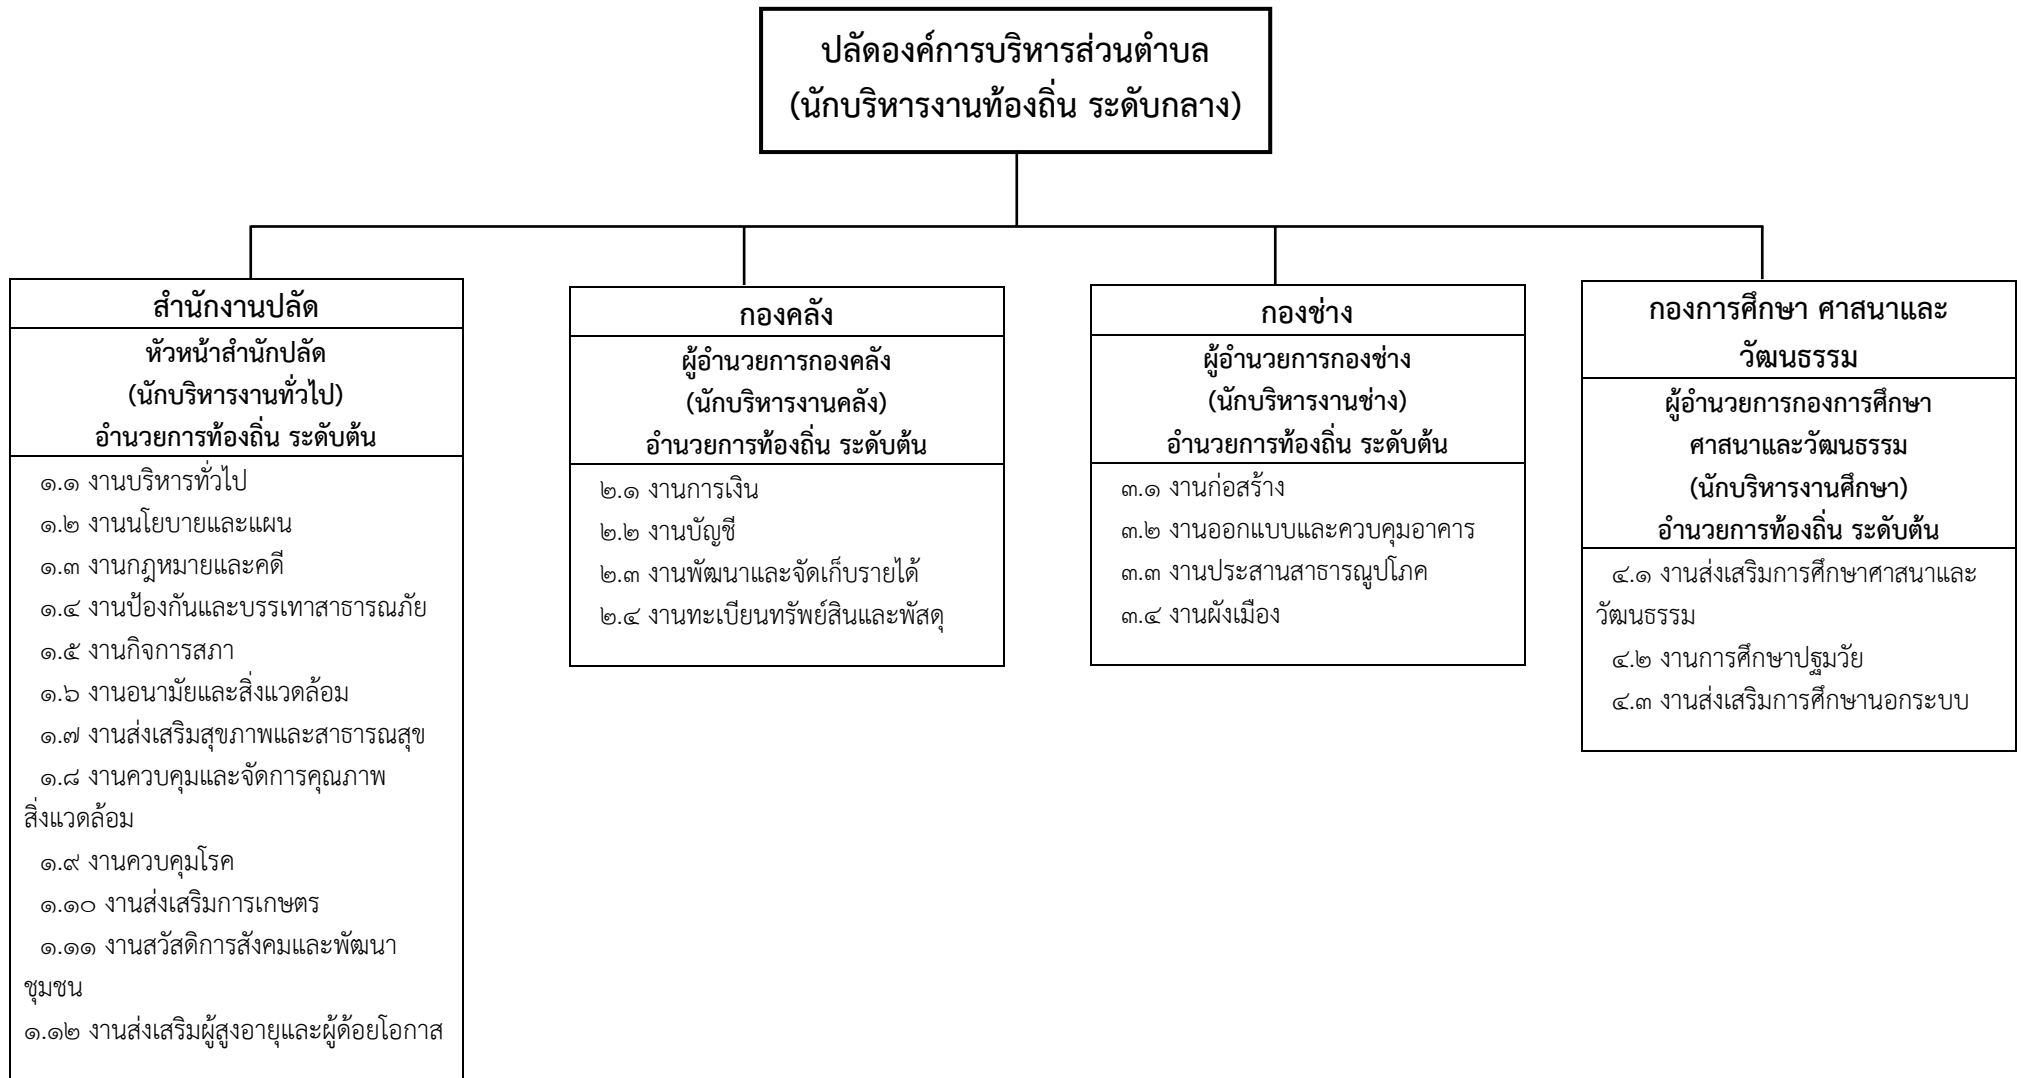 ปลัดองค์การบริหารส่วนตำบล
(นักบริหารงานท้องถิ่น ระดับกลาง)
สำนักงานปลัด
หัวหน้าสำนักปลัด
(นักบริหารงานทั่วไป)
อำนวยการท้องถิ่น ระดับต้น
๑.๑ งานบริหารทั่วไป
๑.๒ งานนโยบายและแผน
๑.๓ งานกฎหมายและคดี
๑.๔ งานป้องกันและบรรเทาสาธารณภัย
๑.๕ งานกิจการสภา
๑.๖ งานอนามัยและสิ่งแวดล้อม
๑.๗ งานส่งเสริมสุขภาพและสาธารณสุข
๑.๘ งานควบคุมและจัดการคุณภาพ
สิ่งแวดล้อม
๑.๙ งานควบคุมโรค
๑.๑๐ งานส่งเสริมการเกษตร
๑.๑๑ งานสวัสดิการสังคมและพัฒนา
ชุมชน
๑.๑๒ งานส่งเสริมผู้สูงอายุและผู้ด้อยโอกาส
กองคลัง
ผู้อำนวยการกองคลัง
(นักบริหารงานคลัง)
อำนวยการท้องถิ่น ระดับต้น
๒.๑ งานการเงิน
๒.๒ งานบัญชี
๒.๓ งานพัฒนาและจัดเก็บรายได้
๒.๔ งานทะเบียนทรัพย์สินและพัสดุ
กองช่าง
ผู้อำนวยการกองช่าง
(นักบริหารงานช่าง)
อำนวยการท้องถิ่น ระดับต้น
๓.๑ งานก่อสร้าง
๓.๒ งานออกแบบและควบคุมอาคาร
๓.๓ งานประสานสาธารณูปโภค
๓.๔ งานผังเมือง
กองการศึกษา ศาสนาและ
วัฒนธรรม
ผู้อำนวยการกองการศึกษา
ศาสนาและวัฒนธรรม
(นักบริหารงานศึกษา)
อำนวยการท้องถิ่น ระดับต้น
๔.๑ งานส่งเสริมการศึกษาศาสนาและ
วัฒนธรรม
๔.๒ งานการศึกษาปฐมวัย
๔.๓ งานส่งเสริมการศึกษานอกระบบ